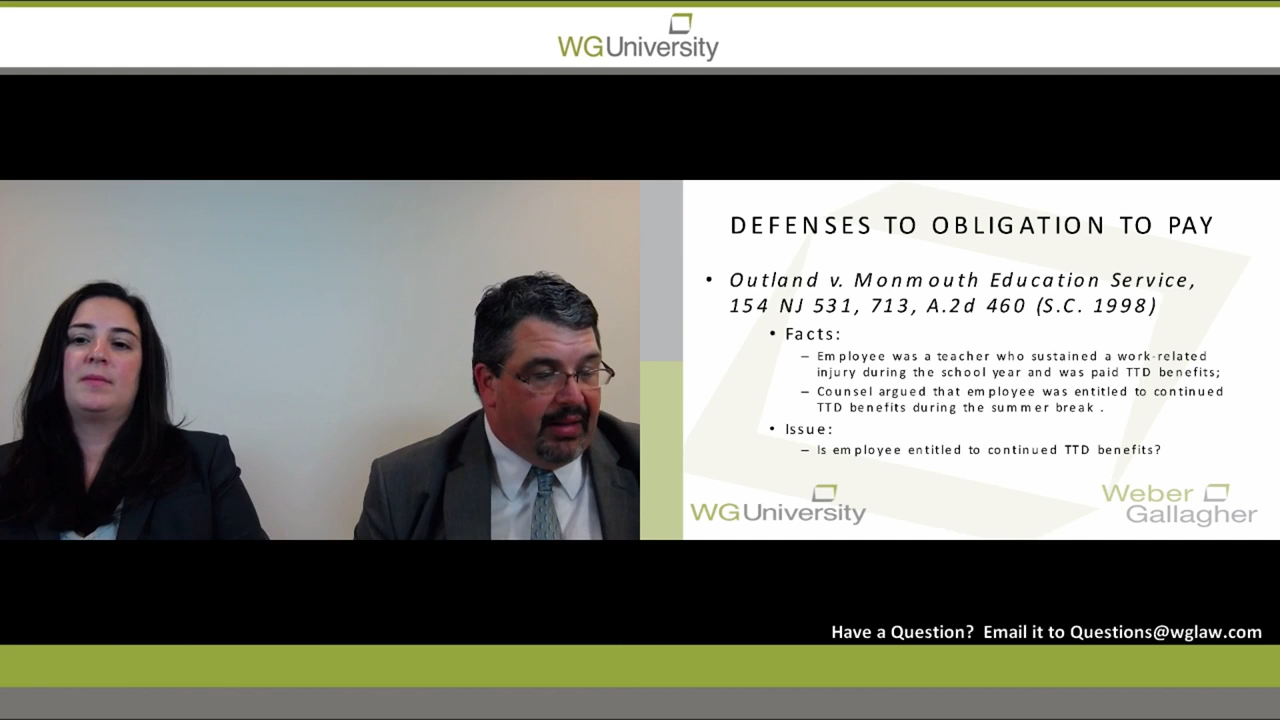 WGUniversity
DEFENSES TO OBLIGATION TO PAY
• Outland v. Monmouth Education Service,
154 NJ 531, 713, A.2d 460 (S.C. 1998)
• Facts:
– Employee was a teacher who sustained a work-related
injury during the school year and was paid TTD benefits;
– Counsel argued that employee was entitled to continued
TTD benefits during the summer break .
• Issue:
– Is employee entitled to continued TTD benefits?
WGUniversity
Weber
Gallagher
Have a Question? Email it to Questions@wglaw.com